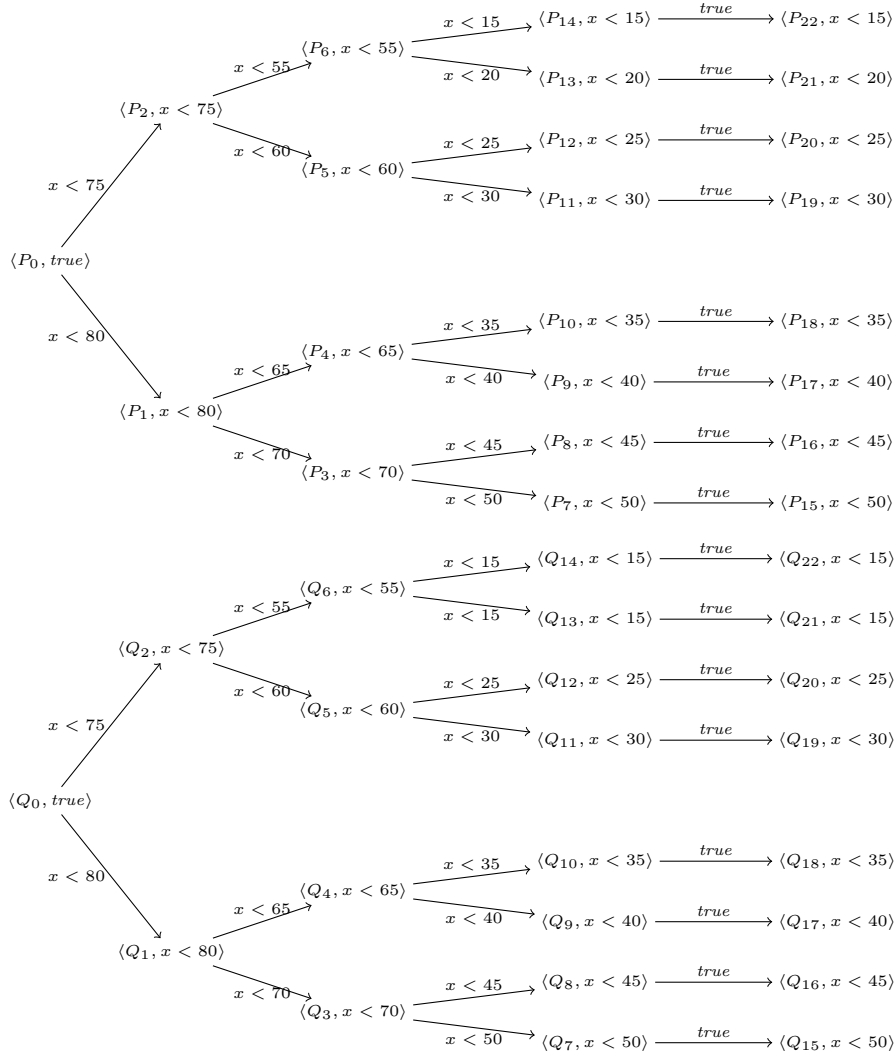 x < 15
⟨P₁₄, x < 15⟩
true
⟨P₂₂, x < 15⟩
⟨P₆, x < 55⟩
x < 55
x < 20
⟨P₁₃, x < 20⟩
true
⟨P₂₁, x < 20⟩
⟨P₂, x < 75⟩
x < 60
x < 25
⟨P₁₂, x < 25⟩
true
⟨P₂₀, x < 25⟩
⟨P₅, x < 60⟩
x < 75
x < 30
⟨P₁₁, x < 30⟩
true
⟨P₁₉, x < 30⟩
⟨P₀, true⟩
x < 80
x < 35
⟨P₁₀, x < 35⟩
true
⟨P₁₈, x < 35⟩
⟨P₄, x < 65⟩
x < 65
x < 40
⟨P₉, x < 40⟩
true
⟨P₁₇, x < 40⟩
⟨P₁, x < 80⟩
x < 70
x < 45
⟨P₈, x < 45⟩
true
⟨P₁₆, x < 45⟩
⟨P₃, x < 70⟩
x < 50
⟨P₇, x < 50⟩
true
⟨P₁₅, x < 50⟩
x < 15
⟨Q₁₄, x < 15⟩
true
⟨Q₂₂, x < 15⟩
⟨Q₆, x < 55⟩
x < 55
x < 15
⟨Q₁₃, x < 15⟩
true
⟨Q₂₁, x < 15⟩
⟨Q₂, x < 75⟩
x < 60
x < 25
⟨Q₁₂, x < 25⟩
true
⟨Q₂₀, x < 25⟩
⟨Q₅, x < 60⟩
x < 75
x < 30
⟨Q₁₁, x < 30⟩
true
⟨Q₁₉, x < 30⟩
⟨Q₀, true⟩
x < 80
x < 35
⟨Q₁₀, x < 35⟩
true
⟨Q₁₈, x < 35⟩
⟨Q₄, x < 65⟩
x < 65
x < 40
⟨Q₉, x < 40⟩
true
⟨Q₁₇, x < 40⟩
⟨Q₁, x < 80⟩
x < 70
x < 45
⟨Q₈, x < 45⟩
true
⟨Q₁₆, x < 45⟩
⟨Q₃, x < 70⟩
x < 50
⟨Q₇, x < 50⟩
true
⟨Q₁₅, x < 50⟩